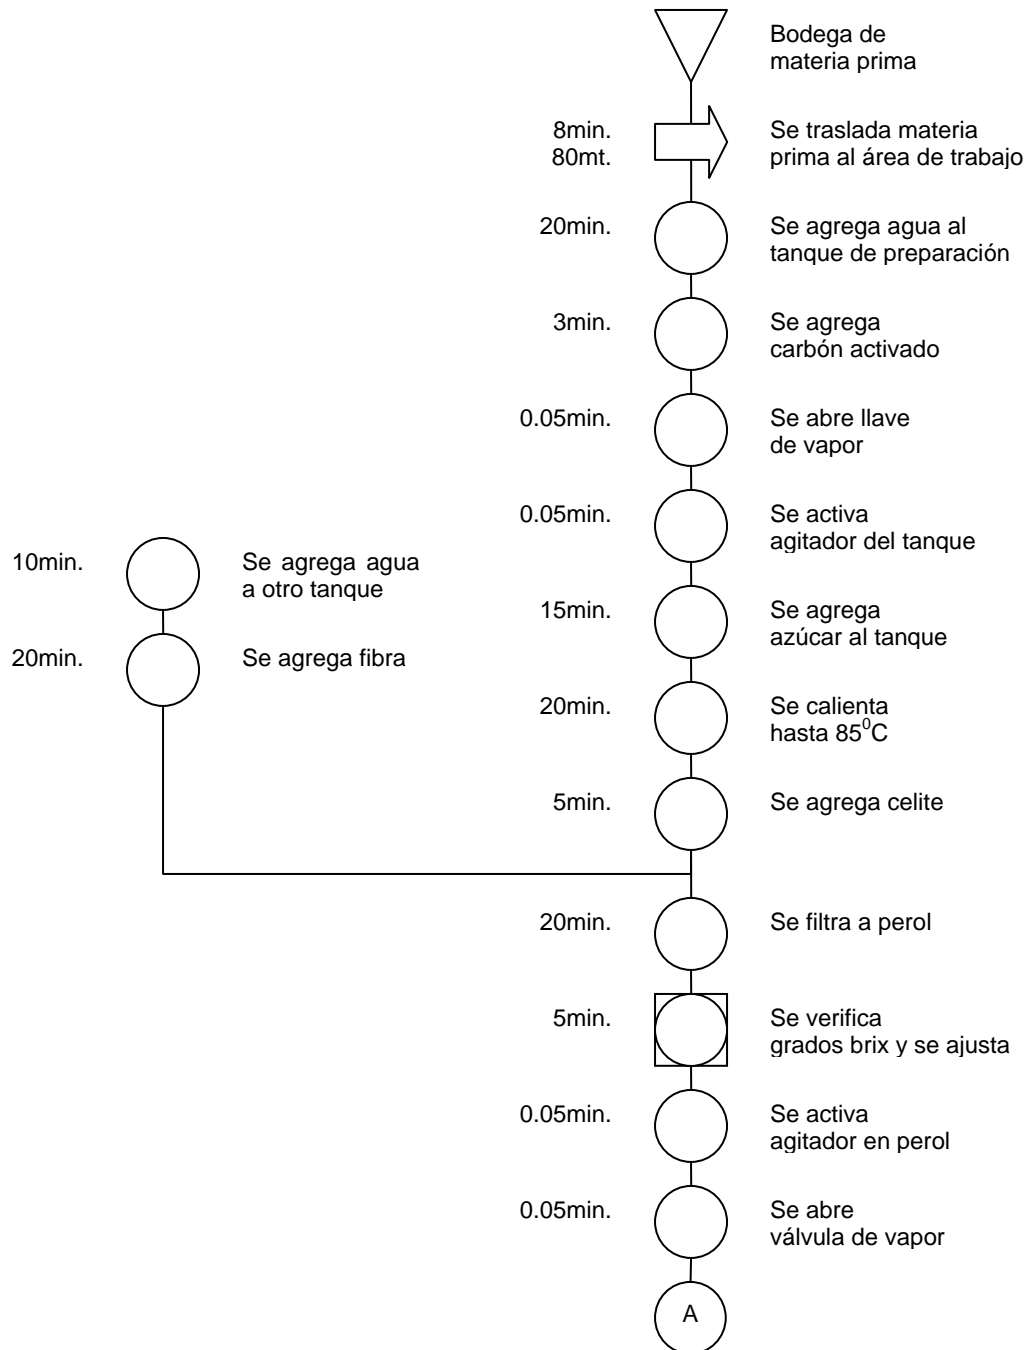 Bodega de
materia prima
8min.
80mt.
Se traslada materia
prima al área de trabajo
20min.
Se agrega agua al
tanque de preparación
3min.
Se agrega
carbón activado
0.05min.
Se abre llave
de vapor
0.05min.
Se activa
agitador del tanque
10min.
Se agrega agua
a otro tanque
15min.
Se agrega
azúcar al tanque
20min.
Se agrega fibra
20min.
Se calienta
hasta 85⁰C
5min.
Se agrega celite
20min.
Se filtra a perol
5min.
Se verifica
grados brix y se ajusta
0.05min.
Se activa
agitador en perol
0.05min.
Se abre
válvula de vapor
A